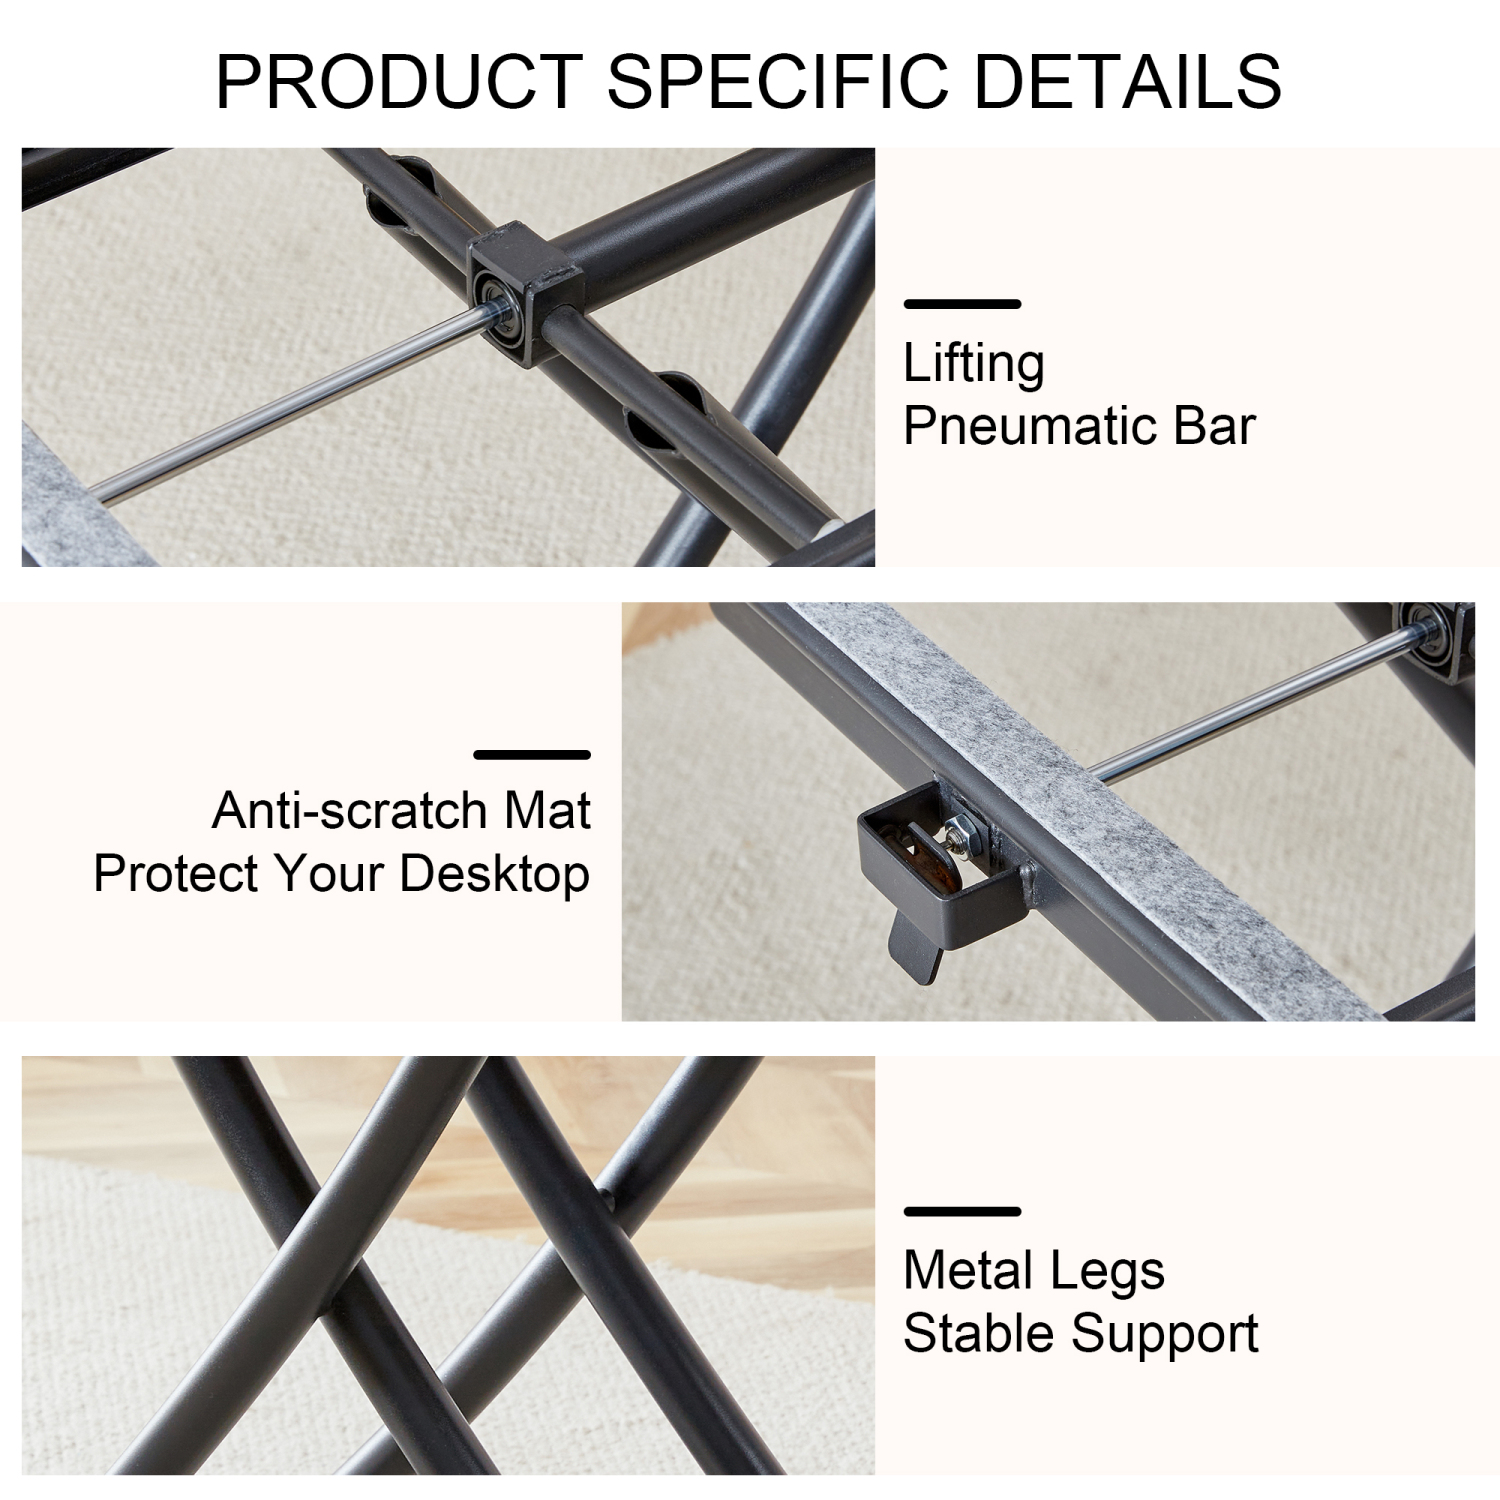 PRODUCT SPECIFIC DETAILS
Lifting
Pneumatic Bar
Anti-scratch Mat
Protect Your Desktop
Metal Legs
Stable Support